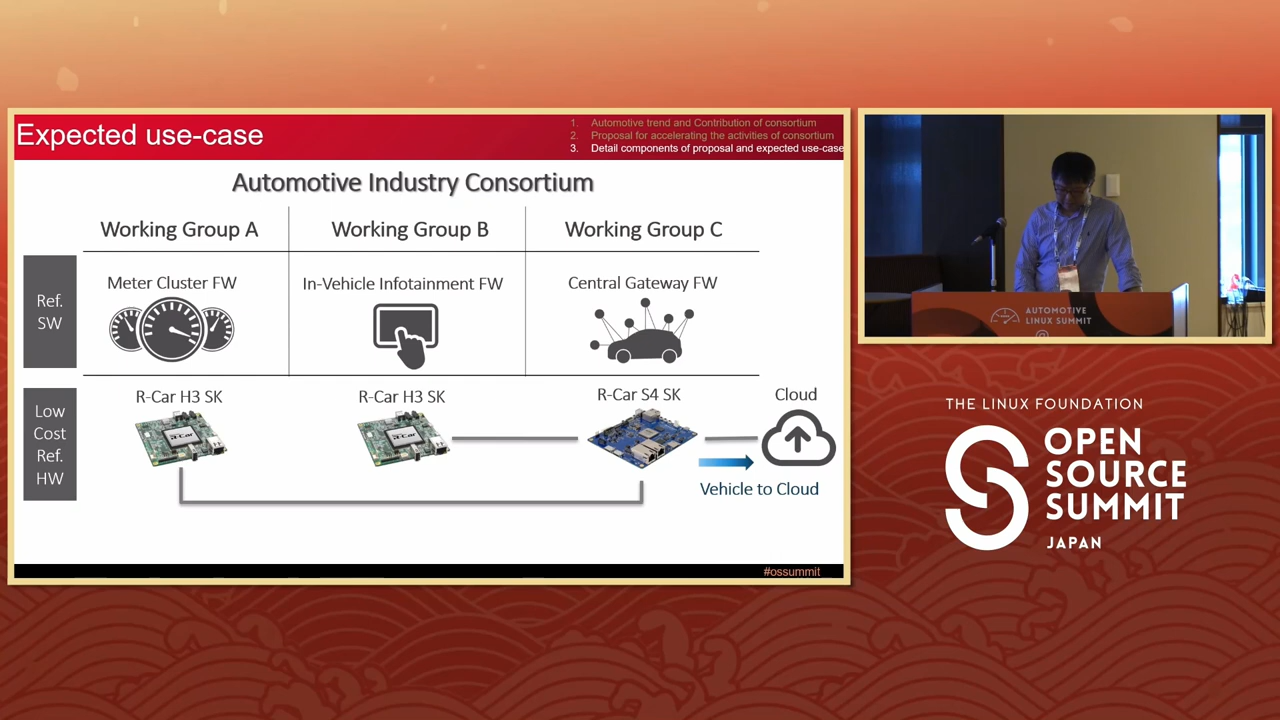 Expected use-case
1. Automotive trend and Contribution of consortium
2. Proposal for accelerating the activities of consortium
3. Detail components of proposal and expected use-case
Automotive Industry Consortium
Working Group A
Working Group B
Working Group C
Ref.
SW
Meter Cluster FW
In-Vehicle Infotainment FW
Central Gateway FW
Low
Cost
Ref.
HW
R-Car H3 SK
R-Car H3 SK
R-Car S4 SK
Cloud
R-Car
R-Car
Vehicle to Cloud
#ossummit
AUTOMOTIVE
LINUX SUMMIT
THE LINUX FOUNDATION
OPEN
SOURCE
SUMMIT
JAPAN